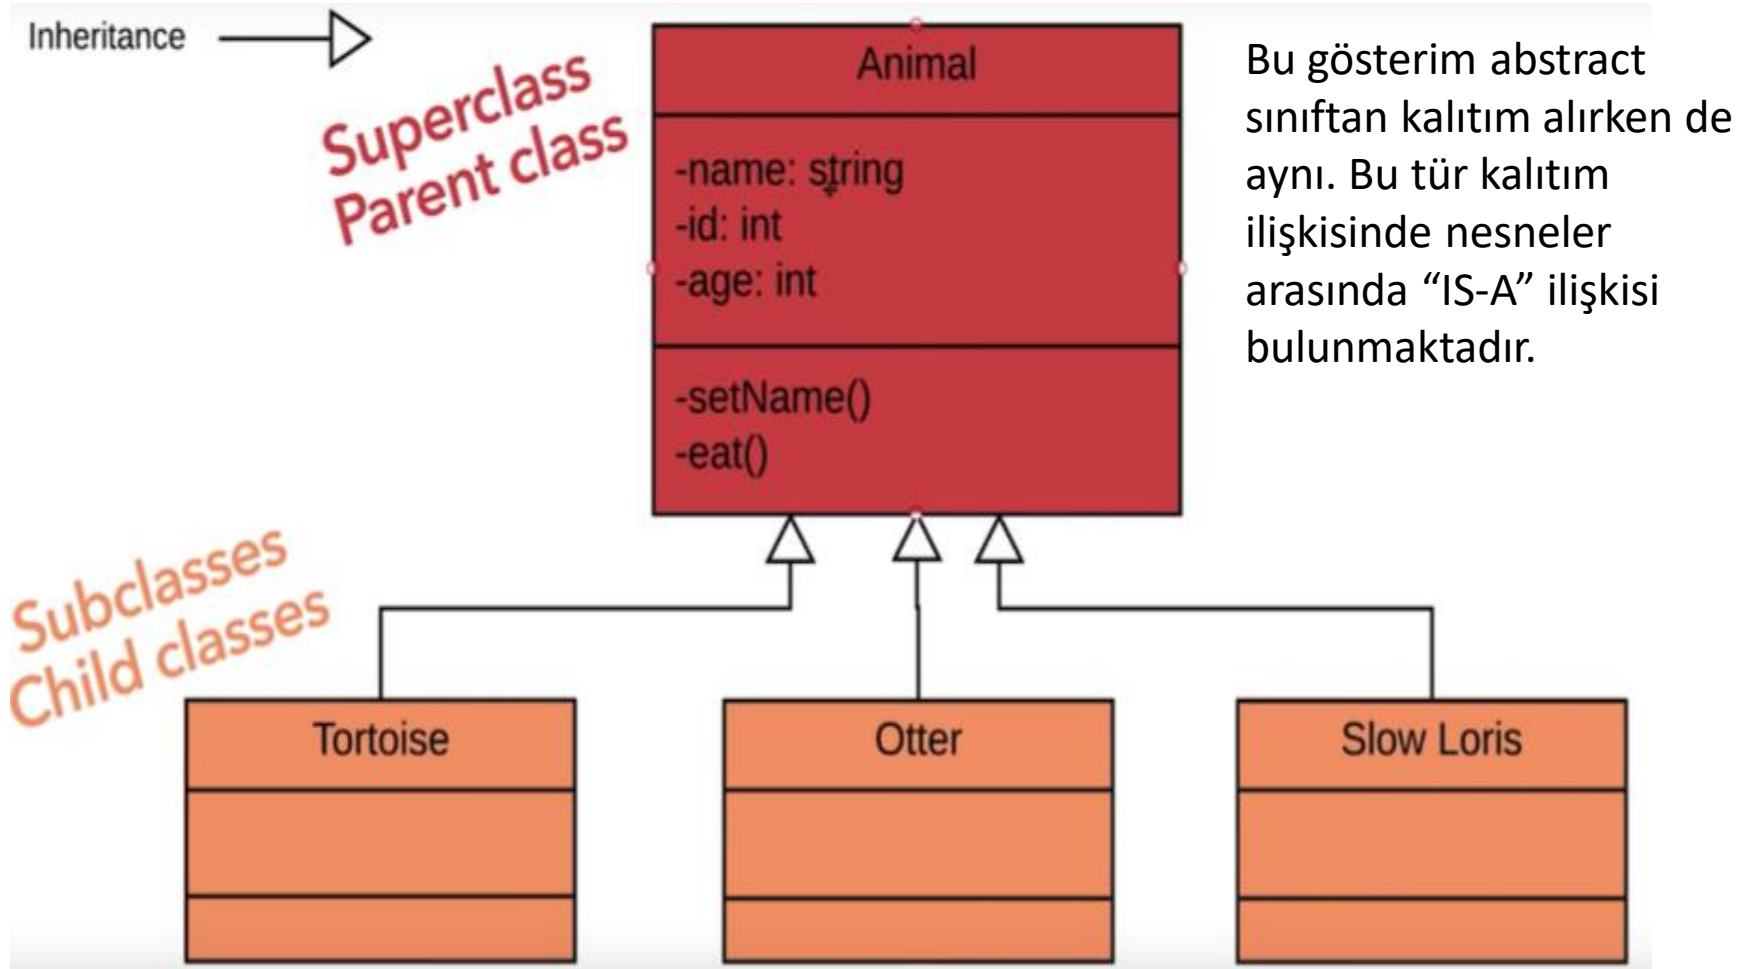 Inheritance
Superclass
Parent class
Animal
-name: string
-id: int
-age: int
-setName()
-eat()
Bu gösterim abstract
sınıftan kalıtım alırken de
aynı. Bu tür kalıtım
ilişkisinde nesneler
arasında “IS-A” ilişkisi
bulunmaktadır.
Subclasses
Child classes
Tortoise
Otter
Slow Loris